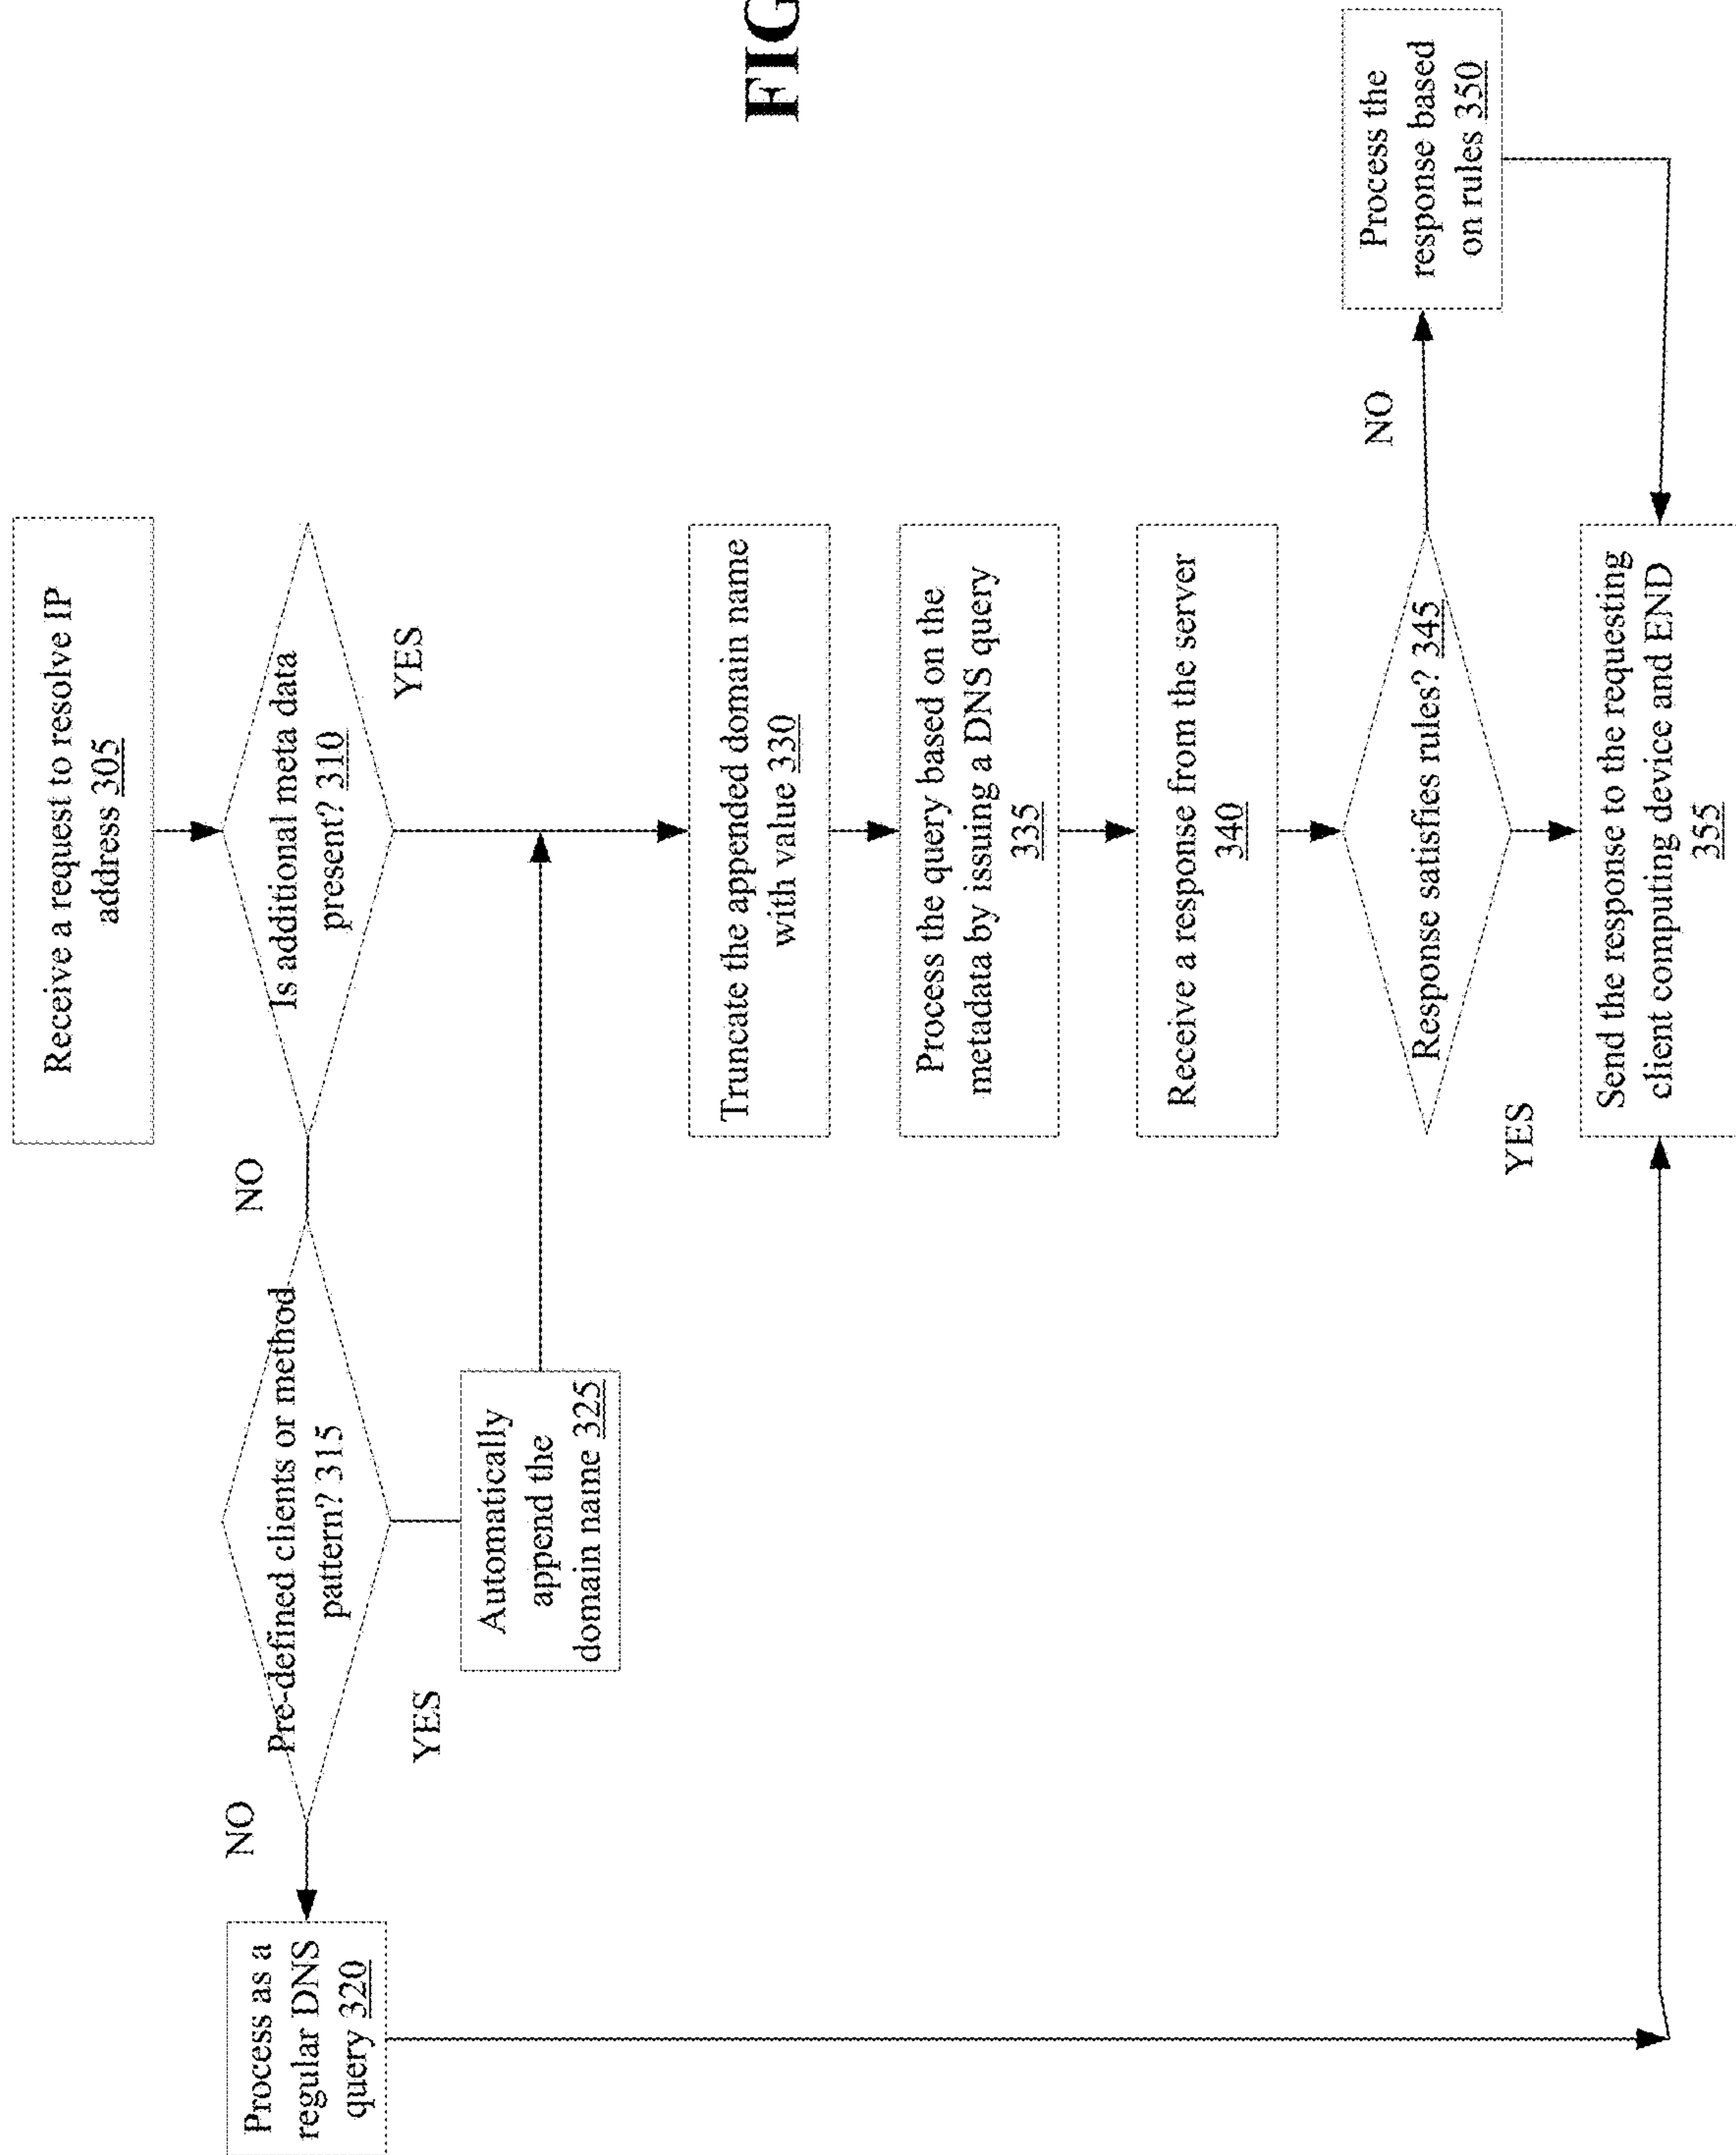 Receive a request to resolve IP
address 305
Is additional meta data
present? 310
NO
YES
Pre-defined clients or method
pattern? 315
NO
YES
Process as a
regular DNS
query 320
Automatically
append the
domain name 325
Truncate the appended domain name
with value 330
Process the query based on the
metadata by issuing a DNS query
335
Receive a response from the server
340
Response satisfies rules? 345
NO
YES
Process the
response based
on rules 350
Send the response to the requesting
client computing device and END
355
FIG